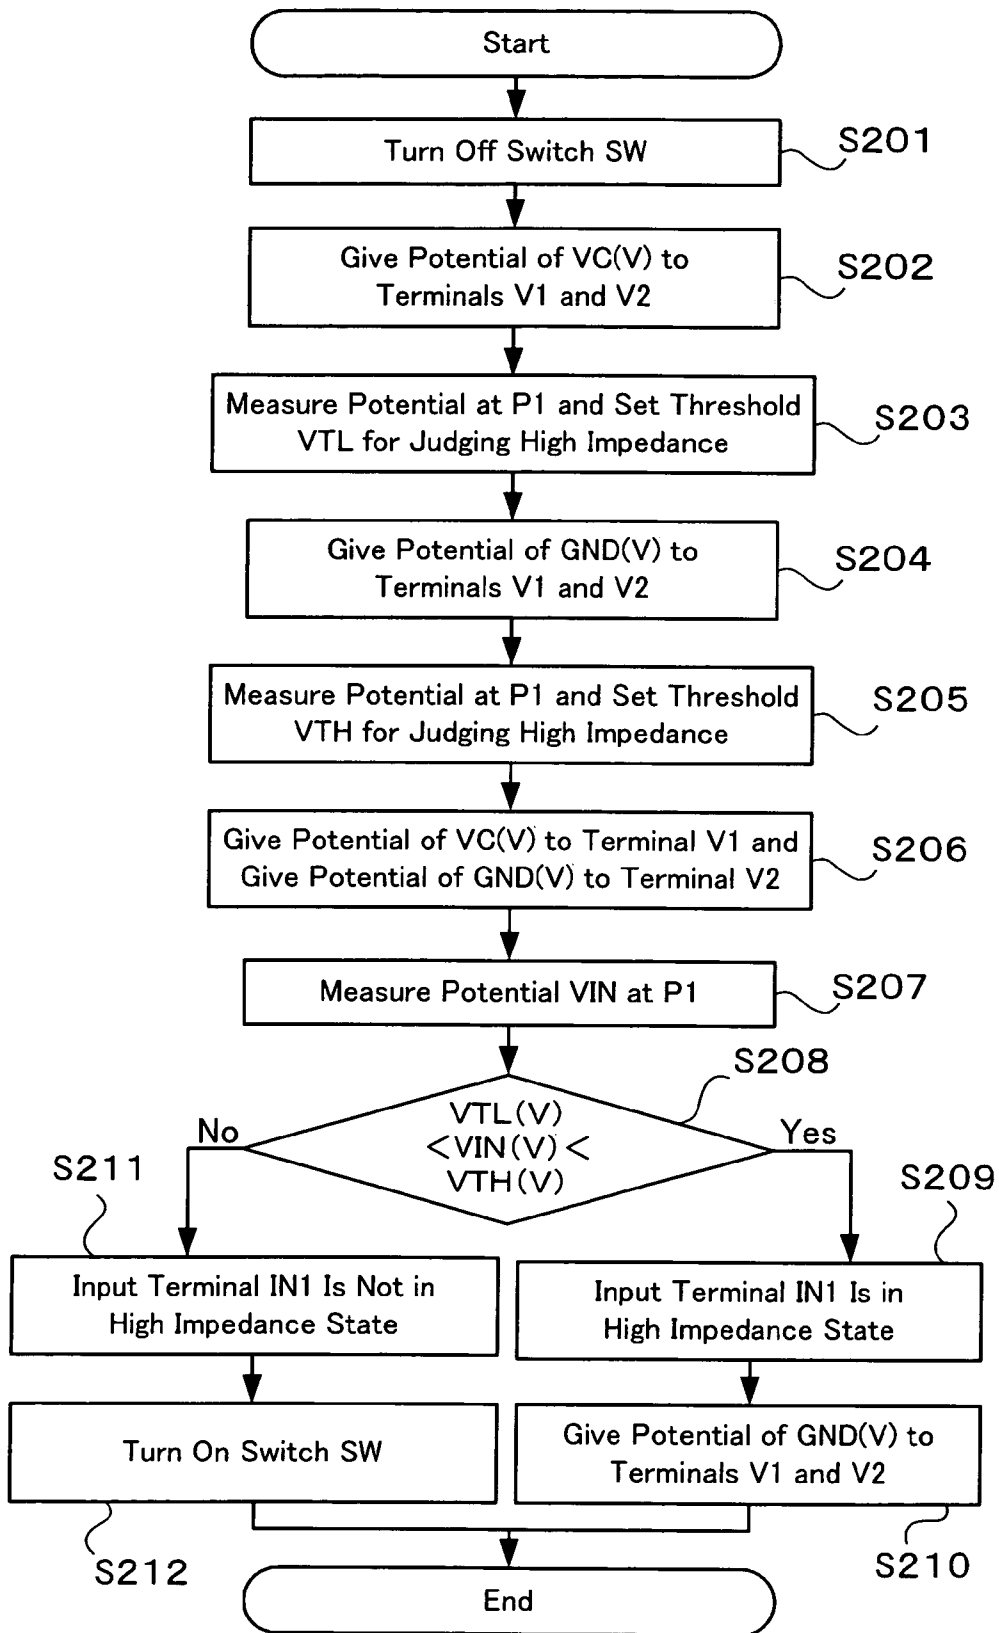 Start
Turn Off Switch SW
S201
Give Potential of VC(V) to
Terminals V1 and V2
S202
Measure Potential at P1 and Set Threshold
VTL for Judging High Impedance
S203
Give Potential of GND(V) to
Terminals V1 and V2
S204
Measure Potential at P1 and Set Threshold
VTH for Judging High Impedance
S205
Give Potential of VC(V) to Terminal V1 and
Give Potential of GND(V) to Terminal V2
S206
Measure Potential VIN at P1
S207
S208
VTL(V)
<VIN(V)<
VTH(V)
No
Yes
S211
Input Terminal IN1 Is Not in
High Impedance State
S209
Input Terminal IN1 Is in
High Impedance State
Turn On Switch SW
S212
Give Potential of GND(V) to
Terminals V1 and V2
S210
End